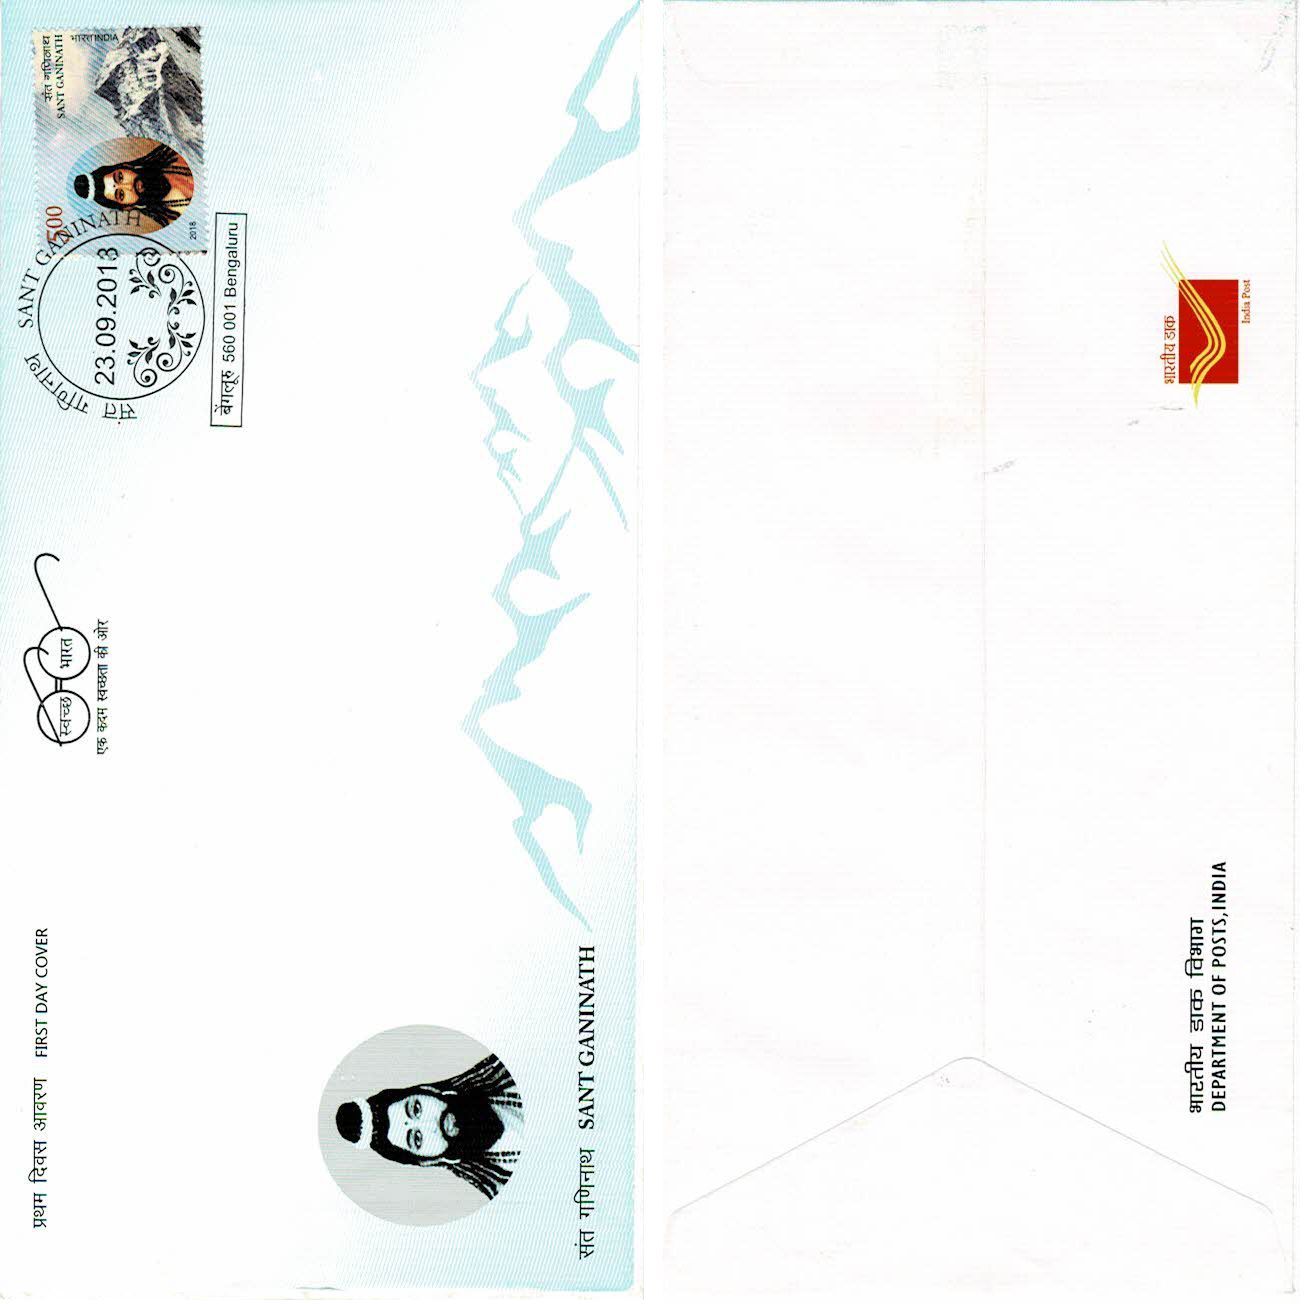 प्रथम दिवस आवरण FIRST DAY COVER
स्वच्छ भारत
एक कदम स्वच्छता की ओर
संत गणिनाथ SANT GANINATH
23.09.2018
बेंगलूरु 560 001 Bengaluru
5.00
संत गणिनाथ
SANT GANINATH
भारत INDIA
2018
संत गणिनाथ SANT GANINATH
भारतीय डाक विभाग
DEPARTMENT OF POSTS, INDIA
भारतीय डाक
India Post